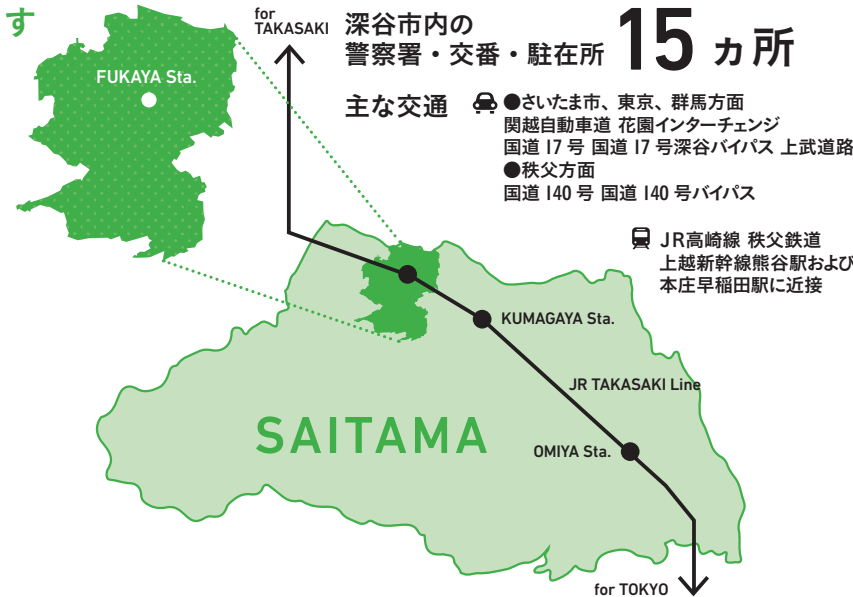 す
for
TAKASAKI
深谷市内の
警察署・交番・駐在所 15 ヵ所
FUKAYA Sta.
主な交通
●さいたま市、東京、群馬方面
関越自動車道 花園インターチェンジ
国道17号 国道17号深谷バイパス 上武道路
●秩父方面
国道140号 国道140号バイパス
JR高崎線 秩父鉄道
上越新幹線熊谷駅および
本庄早稲田駅に近接
KUMAGAYA Sta.
JR TAKASAKI Line
SAITAMA
OMIYA Sta.
for TOKYO